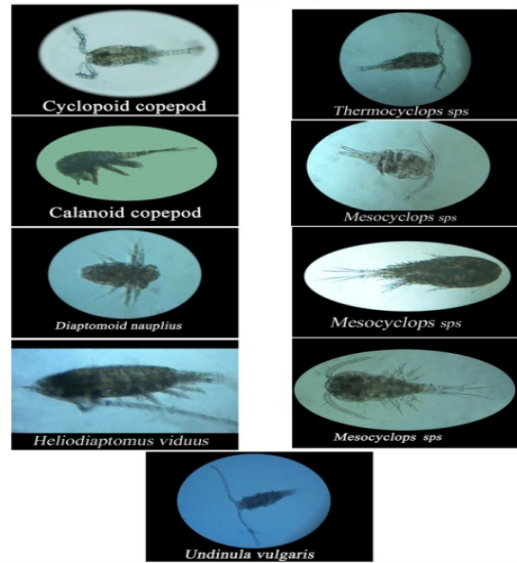 Cyclopoid copepod
Thermocyclops sps
Calanoid copepod
Mesocyclops sps
Diaptomoid nauplius
Mesocyclops sps
Heliodiaptomus viduus
Mesocyclops sps
Undinula vulgaris